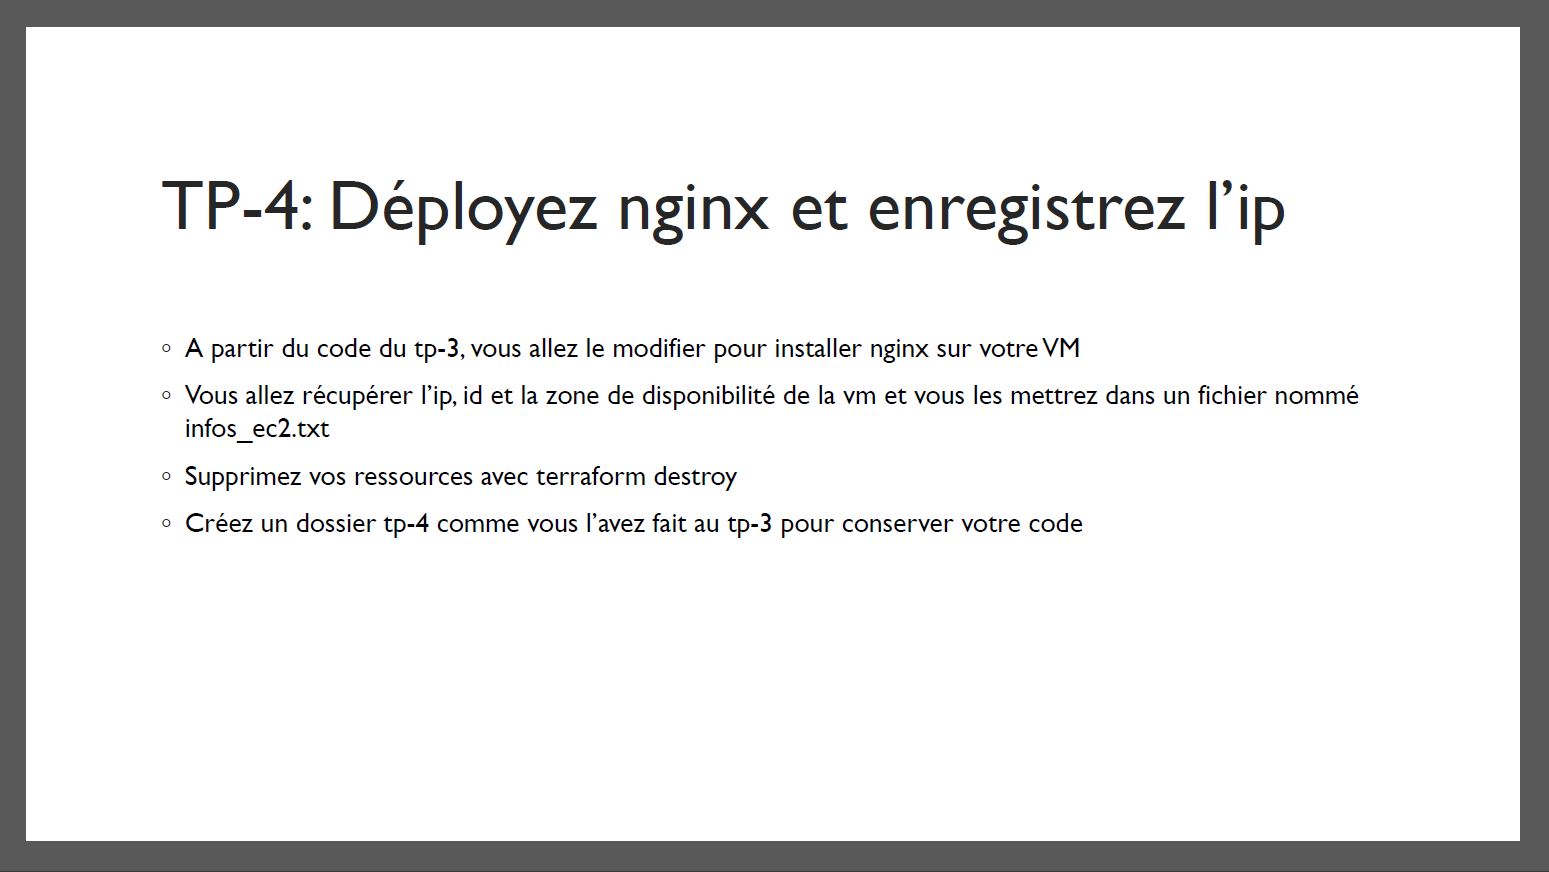 TP-4: Déployez nginx et enregistrez l’ip
◦ A partir du code du tp-3, vous allez le modifier pour installer nginx sur votre VM
◦ Vous allez récupérer l’ip, id et la zone de disponibilité de la vm et vous les mettrez dans un fichier nommé
infos_ec2.txt
◦ Supprimez vos ressources avec terraform destroy
◦ Créez un dossier tp-4 comme vous l’avez fait au tp-3 pour conserver votre code